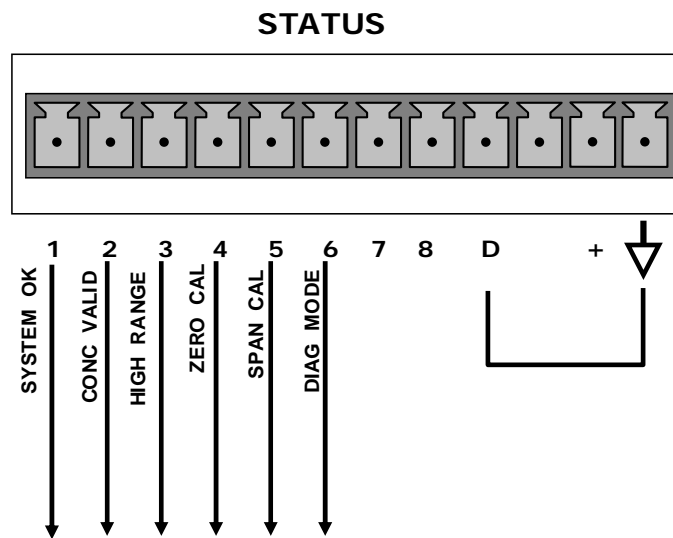 STATUS
1 2 3 4 5 6 7 8 D +
SYSTEM OK
CONC VALID
HIGH RANGE
ZERO CAL
SPAN CAL
DIAG MODE